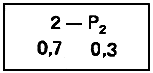 2 — P₂
0,7 0,3